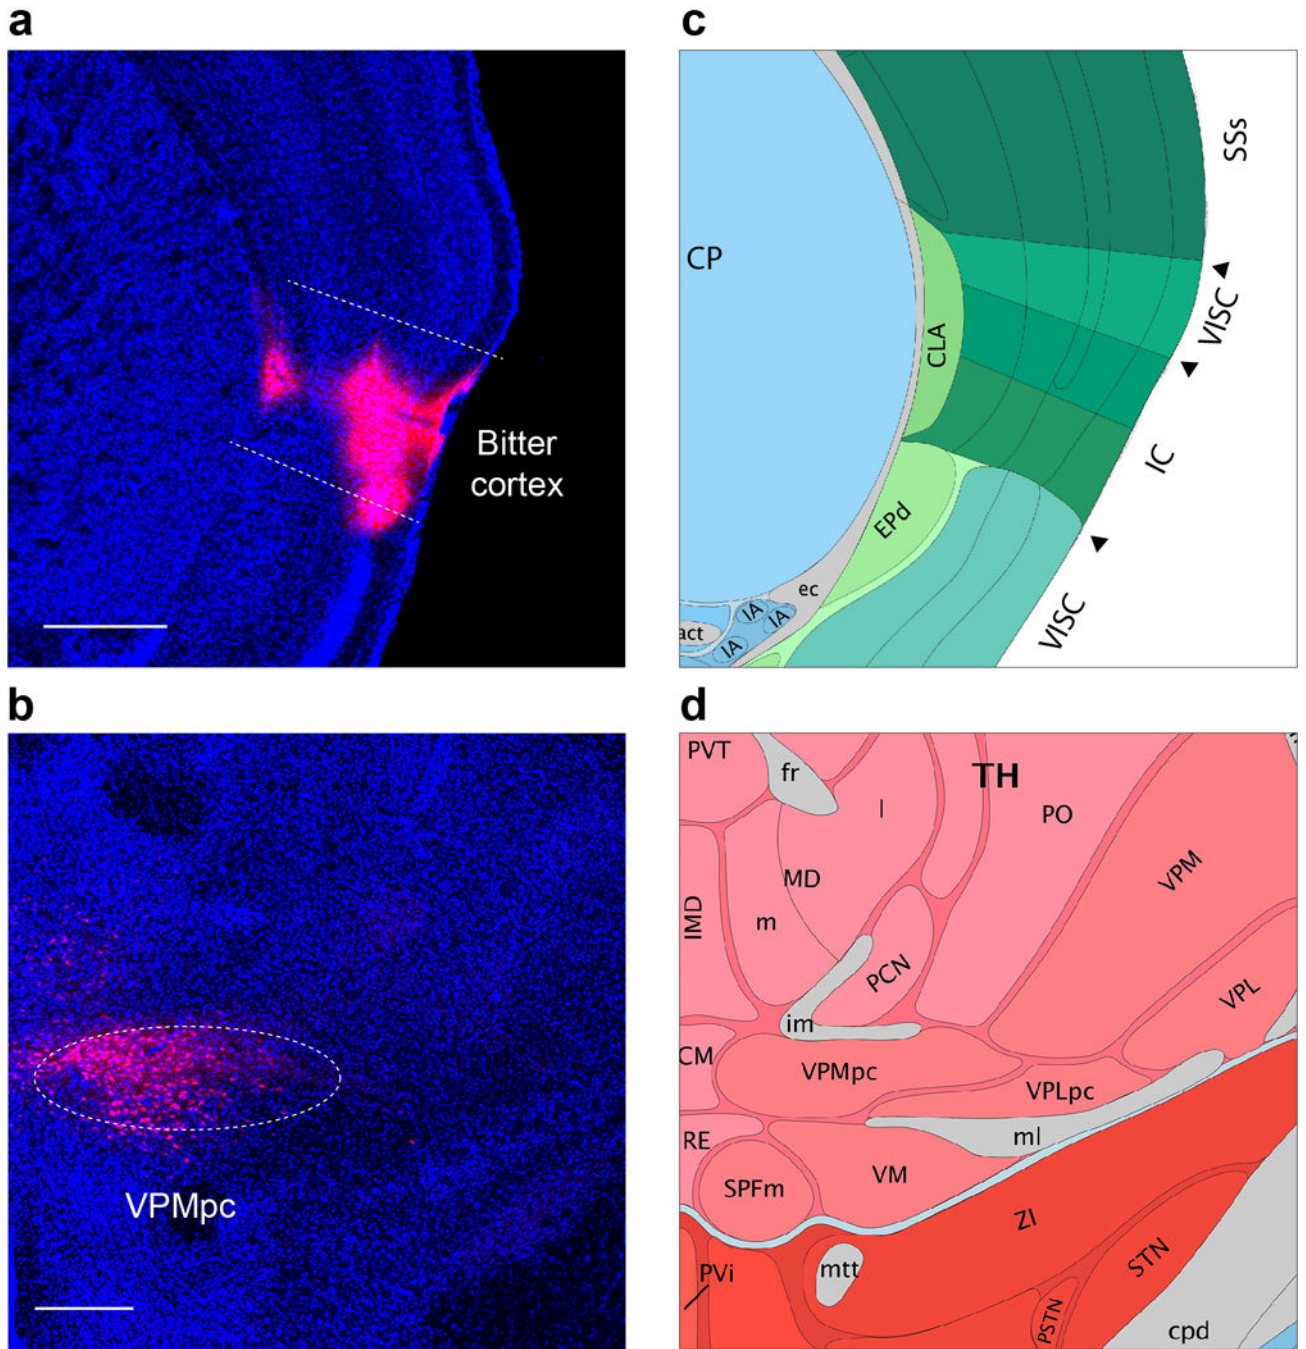 a
Bitter
cortex
c
CP
CLA
EPd
ec
IA
IA
IA
act
SSs
VISC
IC
VISC
b
VPMpc
d
PVT
fr
TH
l
PO
MD
VPM
IMD
m
PCN
VPL
im
CM
VPMpc
VPLpc
RE
ml
SPFm
VM
ZI
PVi
mtt
STN
PSTN
cpd